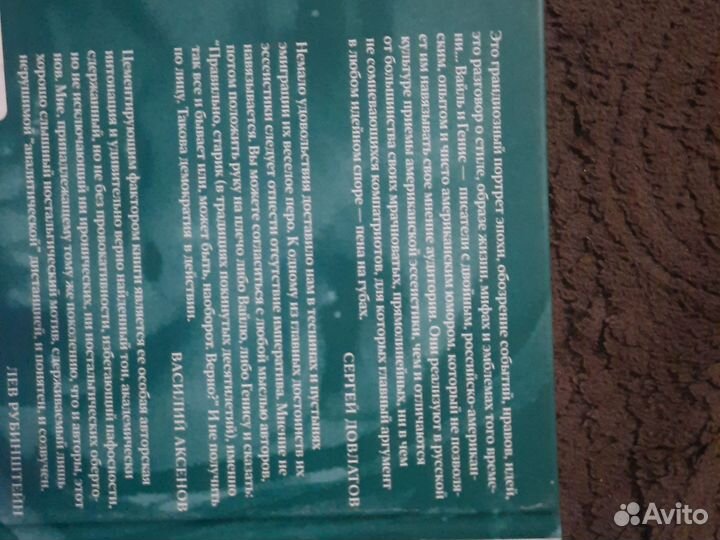 Это грандиозный портрет эпохи, обозрение событий, нравов, идей,
это разговор о стиле, образе жизни, мифах и эмблемах того време-
ни... Вайль и Генис — писатели с двойным, российско-американ-
ским, опытом и чисто американским юмором, который не позволя-
ет им навязывать свое мнение аудитории. Они реализуют в русской
культуре приемы американской эссеистики, чем и отличаются
от большинства своих мрачноватых, прямолинейных, ни в чем
не сомневающихся компатриотов, для которых главный аргумент
в любом идейном споре — пена на губах.
СЕРГЕЙ ДОВЛАТОВ
Немало удовольствия доставило нам в теснинах и пустынях
эмиграции их веселое перо. К одному из главных достоинств их
эссеистики следует отнести отсутствие императива. Мнение не
навязывается. Вы можете согласиться с любой мыслью авторов,
потом положить руку на плечо либо Вайлю, либо Генису и сказать:
"Правильно, старик (в традициях покинутых десятилетий), именно
так все и бывает или, может быть, наоборот. Верно?" И не получить
по лицу. Такова демократия в действии.
ВАСИЛИЙ АКСЕНОВ
Цементирующим фактором книги является ее особая авторская
интонация и удивительно верно найденный тон, академически
сдержанный, но не без провокативности, избегающий пафосности,
но не исключающий ни иронических, ни ностальгических оберто-
нов. Мне, принадлежащему тому же поколению, что и авторы, этот
хорошо слышный ностальгический мотив, сдерживаемый лишь
нерушимой "аналитической" дистанцией, и понятен, и созвучен.
ЛЕВ РУБИНШТЕЙН
Avito